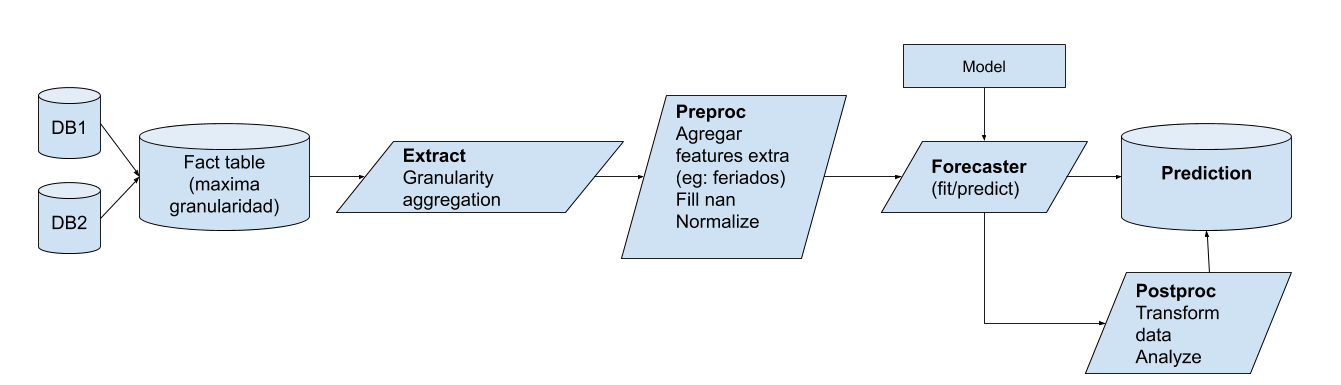 DB1
DB2
Fact table
(maxima
granularidad)
Extract
Granularity
aggregation
Preproc
Agregar
features extra
(eg: feriados)
Fill nan
Normalize
Model
Forecaster
(fit/predict)
Prediction
Postproc
Transform
data
Analyze